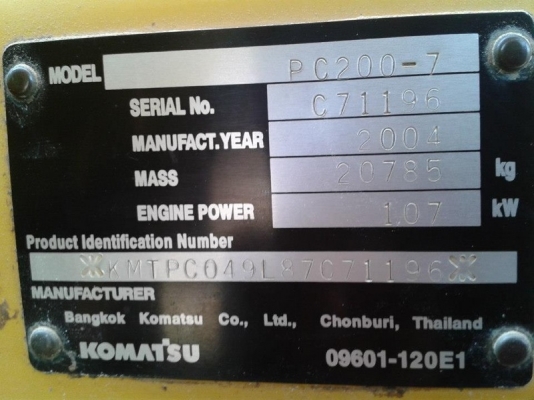 MODEL PC200-7
SERIAL No. C71196
MANUFACT.YEAR 2004
MASS 20785 kg
ENGINE POWER 107 kW
Product Identification Number
*KMTPC049L87C71196*
MANUFACTURER
Bangkok Komatsu Co., Ltd., Chonburi, Thailand
KOMATSU 09601-120E1